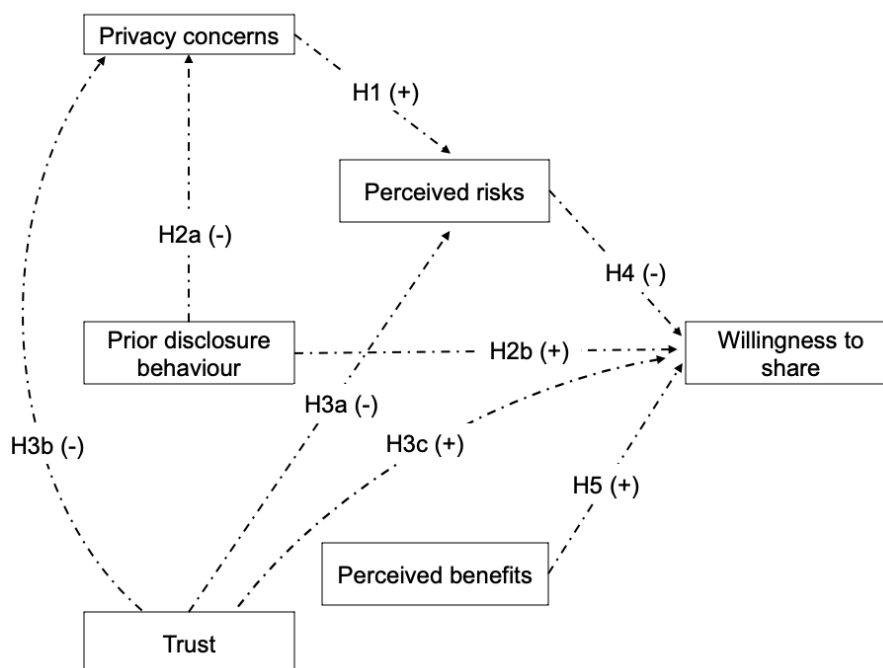 Privacy concerns
H1 (+)
Perceived risks
H2a (-)
H4 (-)
Prior disclosure
behaviour
H2b (+)
Willingness to
share
H3a (-)
H3b (-)
H3c (+)
H5 (+)
Perceived benefits
Trust